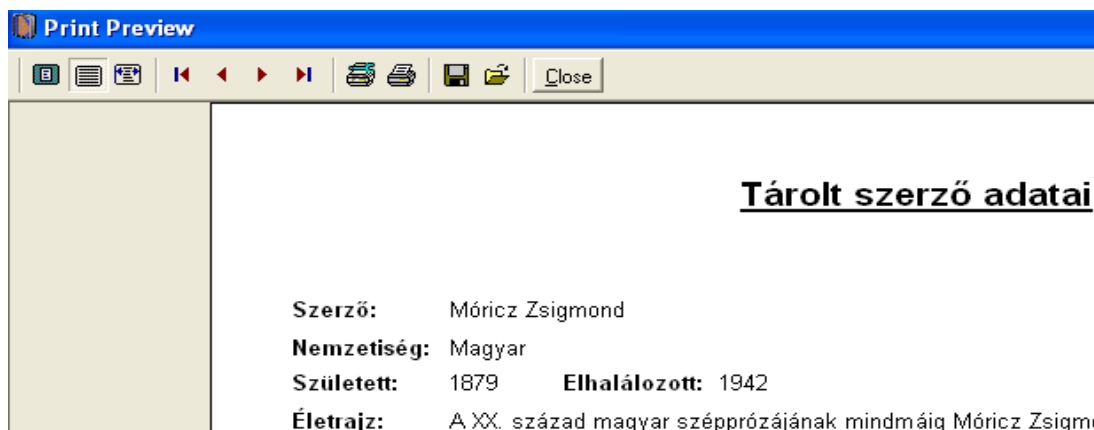 Print Preview
Close
Tárolt szerző adatai
Szerző: Móricz Zsigmond
Nemzetiség: Magyar
Született: 1879 Elhalálozott: 1942
Életrajz: A XX. század magyar szépprózájának mindmáig Móricz